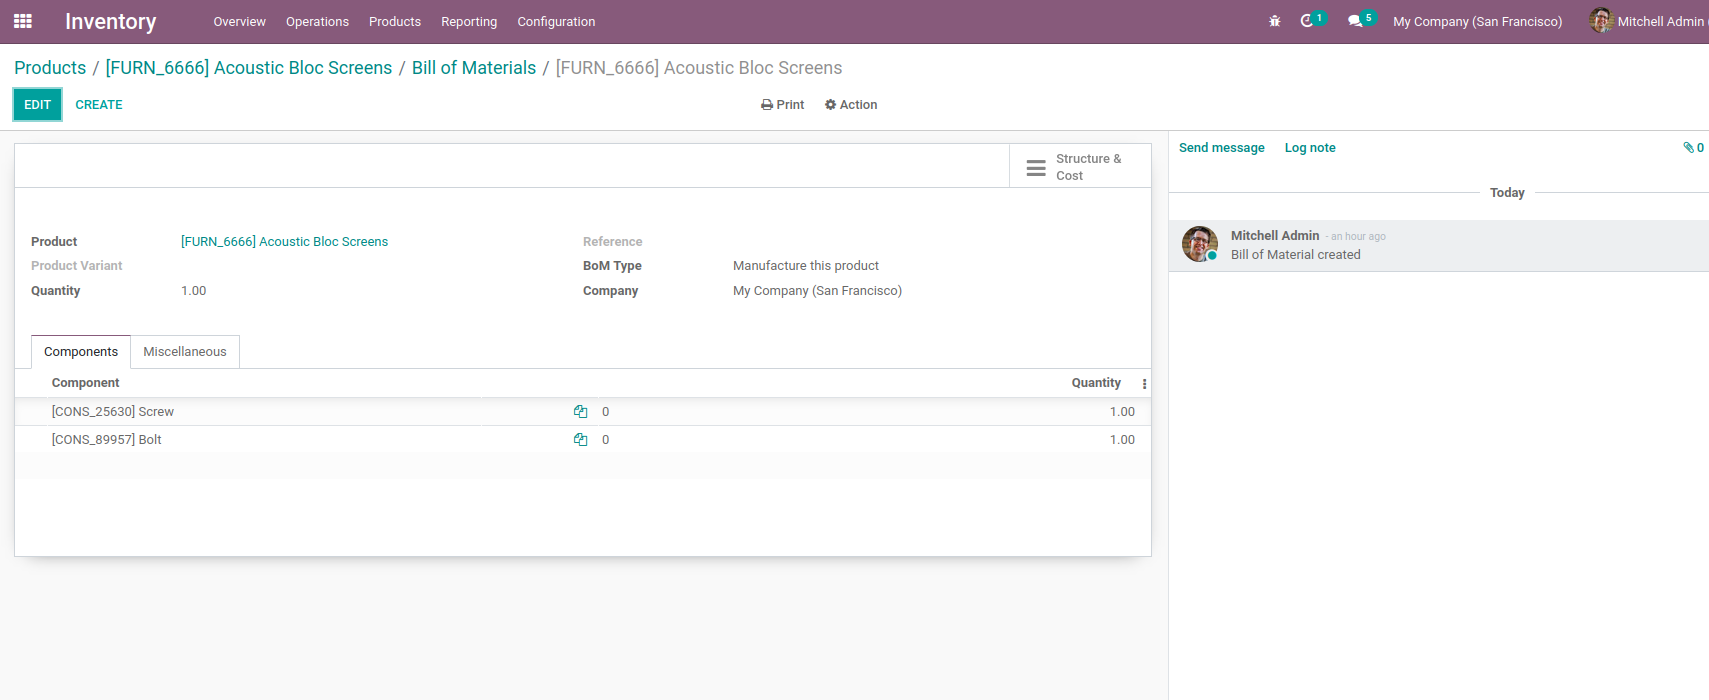 Inventory Overview Operations Products Reporting Configuration 1 5 My Company (San Francisco) Mitchell Admin
Products / [FURN_6666] Acoustic Bloc Screens / Bill of Materials / [FURN_6666] Acoustic Bloc Screens
EDIT CREATE Print Action
Structure &
Cost
Send message Log note 0
Today
Mitchell Admin - an hour ago
Bill of Material created
Product [FURN_6666] Acoustic Bloc Screens Reference
Product Variant BoM Type Manufacture this product
Quantity 1.00 Company My Company (San Francisco)
Components Miscellaneous
Component Quantity
[CONS_25630] Screw 0 1.00
[CONS_89957] Bolt 0 1.00